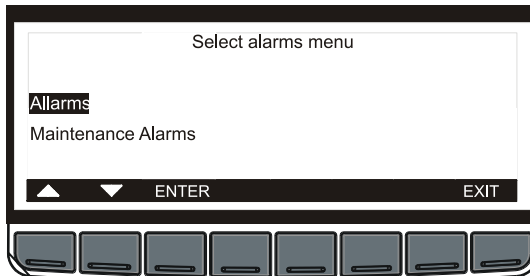 Select alarms menu
Allarms
Maintenance Alarms
ENTER EXIT